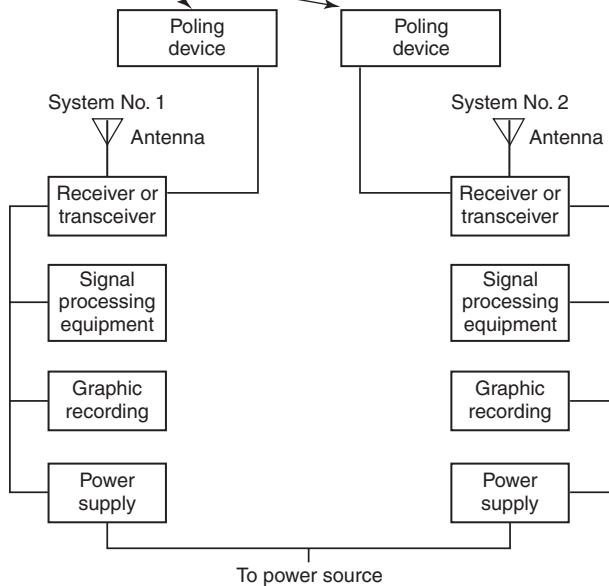 Poling
device
Poling
device
System No. 1
Antenna
System No. 2
Antenna
Receiver or
transceiver
Receiver or
transceiver
Signal
processing
equipment
Signal
processing
equipment
Graphic
recording
Graphic
recording
Power
supply
Power
supply
To power source